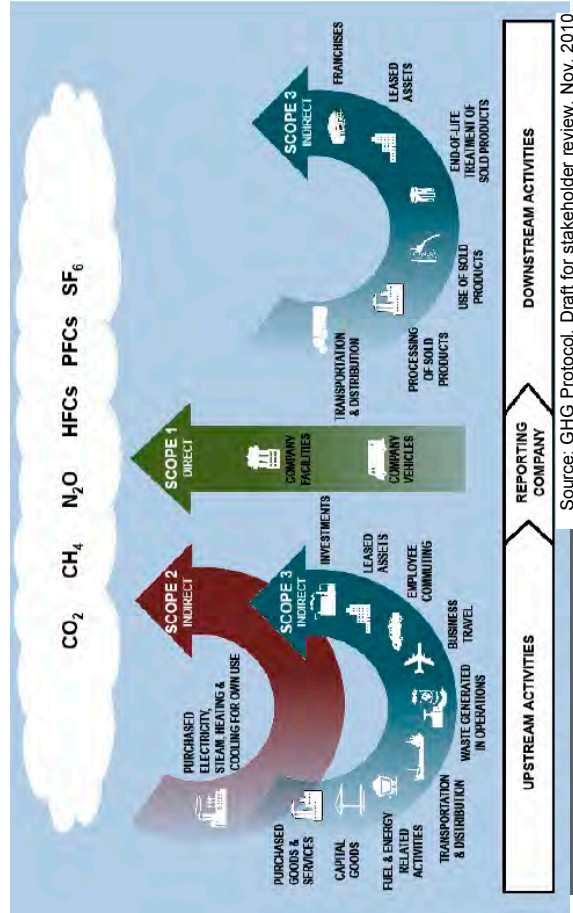 CO2 CH4 N2O HFCs PFCs SF6
SCOPE 2
INDIRECT
SCOPE 1
DIRECT
SCOPE 3
INDIRECT
SCOPE 3
INDIRECT
PURCHASED
ELECTRICITY,
STEAM, HEATING &
COOLING FOR OWN USE
PURCHASED
GOODS &
SERVICES
CAPITAL
GOODS
FUEL & ENERGY
RELATED
ACTIVITIES
TRANSPORTATION
& DISTRIBUTION
WASTE GENERATED
IN OPERATIONS
BUSINESS
TRAVEL
EMPLOYEE
COMMUTING
LEASED
ASSETS
INVESTMENTS
COMPANY
FACILITIES
COMPANY
VEHICLES
TRANSPORTATION
& DISTRIBUTION
PROCESSING
OF SOLD
PRODUCTS
USE OF SOLD
PRODUCTS
END-OF-LIFE
TREATMENT OF
SOLD PRODUCTS
LEASED
ASSETS
FRANCHISES
UPSTREAM ACTIVITIES
REPORTING
COMPANY
DOWNSTREAM ACTIVITIES
Source: GHG Protocol. Draft for stakeholder review. Nov. 2010